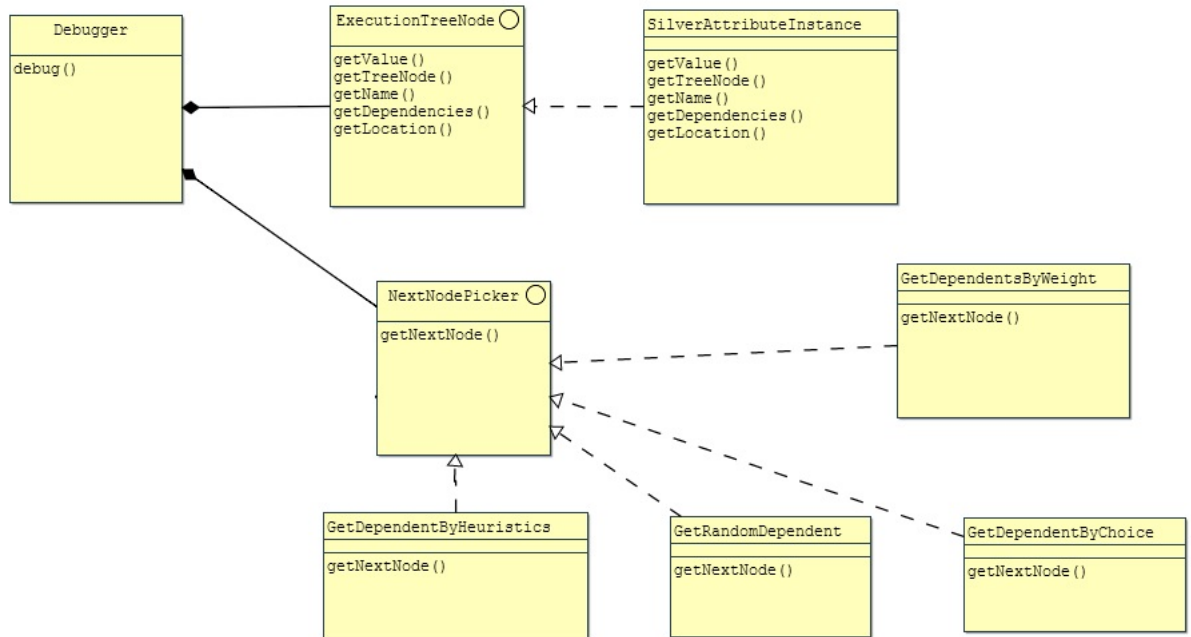 Debugger
debug()
ExecutionTreeNode
getValue()
getTreeNode()
getName()
getDependencies()
getLocation()
SilverAttributeInstance
getValue()
getTreeNode()
getName()
getDependencies()
getLocation()
NextNodePicker
getNextNode()
GetDependentsByWeight
getNextNode()
GetDependentByHeuristics
getNextNode()
GetRandomDependent
getNextNode()
GetDependentByChoice
getNextNode()